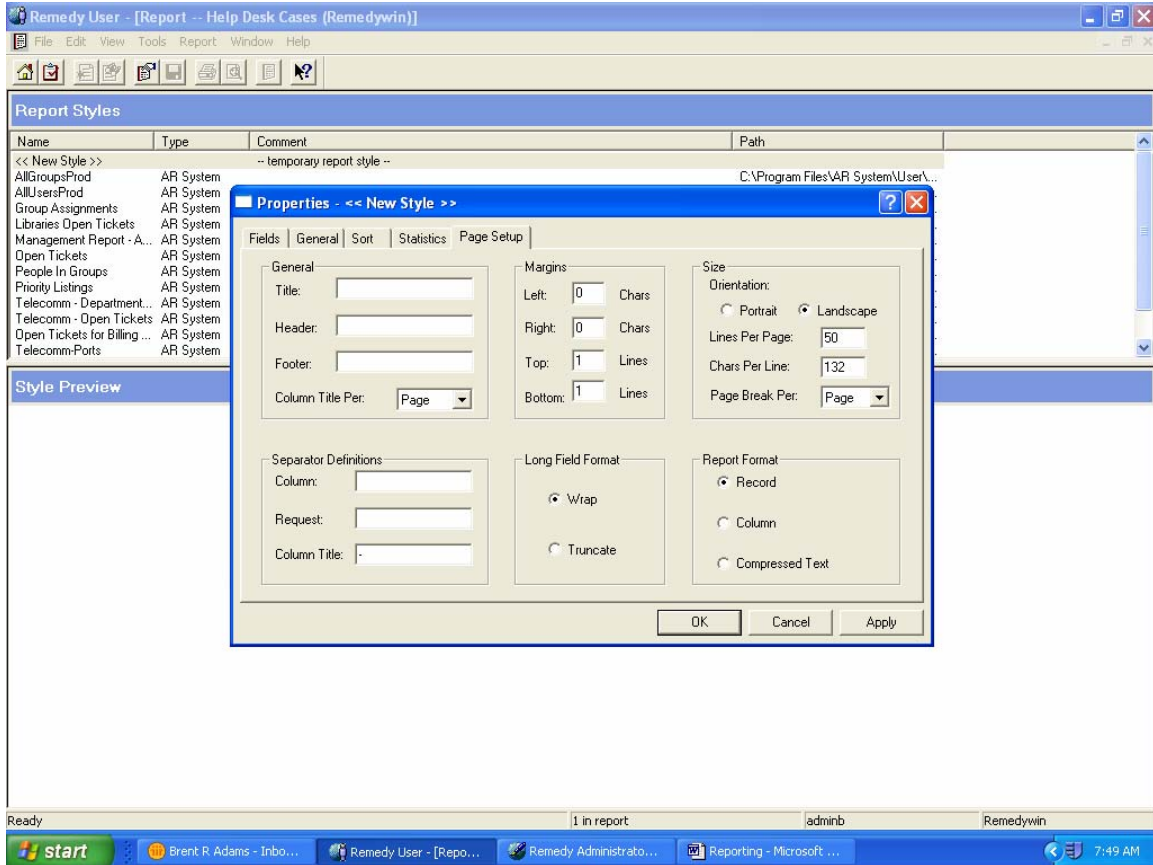 Remedy User - [Report -- Help Desk Cases (Remedywin)]
File Edit View Tools Report Window Help
Report Styles
Name Type Comment Path
<< New Style >> -- temporary report style --
AllGroupsProd AR System C:\Program Files\AR System\User\...
AllUsersProd AR System
Group Assignments AR System
Libraries Open Tickets AR System
Management Report - A... AR System
Open Tickets AR System
People In Groups AR System
Priority Listings AR System
Telecomm - Department... AR System
Telecomm - Open Tickets AR System
Open Tickets for Billing ... AR System
Telecomm-Ports AR System
Style Preview
Properties - << New Style >>
Fields General Sort Statistics Page Setup
General
Title:
Header:
Footer:
Column Title Per: Page
Margins
Left: 0 Chars
Right: 0 Chars
Top: 1 Lines
Bottom: 1 Lines
Size
Orientation:
Portrait Landscape
Lines Per Page: 50
Chars Per Line: 132
Page Break Per: Page
Separator Definitions
Column:
Request:
Column Title: -
Long Field Format
Wrap
Truncate
Report Format
Record
Column
Compressed Text
OK Cancel Apply
Ready 1 in report adminb Remedywin
start Brent R Adams - Inbo... Remedy User - [Repo... Remedy Administrato... Reporting - Microsoft ... 7:49 AM